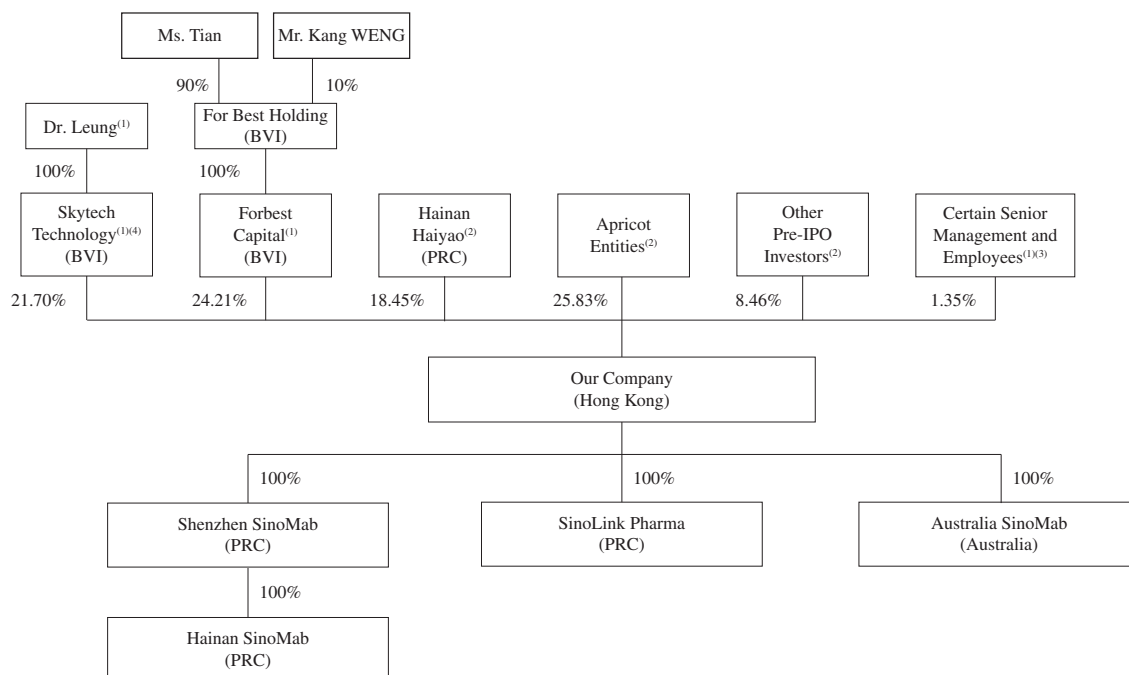 Ms. Tian
Mr. Kang WENG
90%
10%
Dr. Leung(1)
For Best Holding
(BVI)
100%
100%
Skytech
Technology(1)(4)
(BVI)
Forbest
Capital(1)
(BVI)
Hainan
Haiyao(2)
(PRC)
Apricot
Entities(2)
Other
Pre-IPO
Investors(2)
Certain Senior
Management and
Employees(1)(3)
21.70%
24.21%
18.45%
25.83%
8.46%
1.35%
Our Company
(Hong Kong)
100%
100%
100%
Shenzhen SinoMab
(PRC)
SinoLink Pharma
(PRC)
Australia SinoMab
(Australia)
100%
Hainan SinoMab
(PRC)